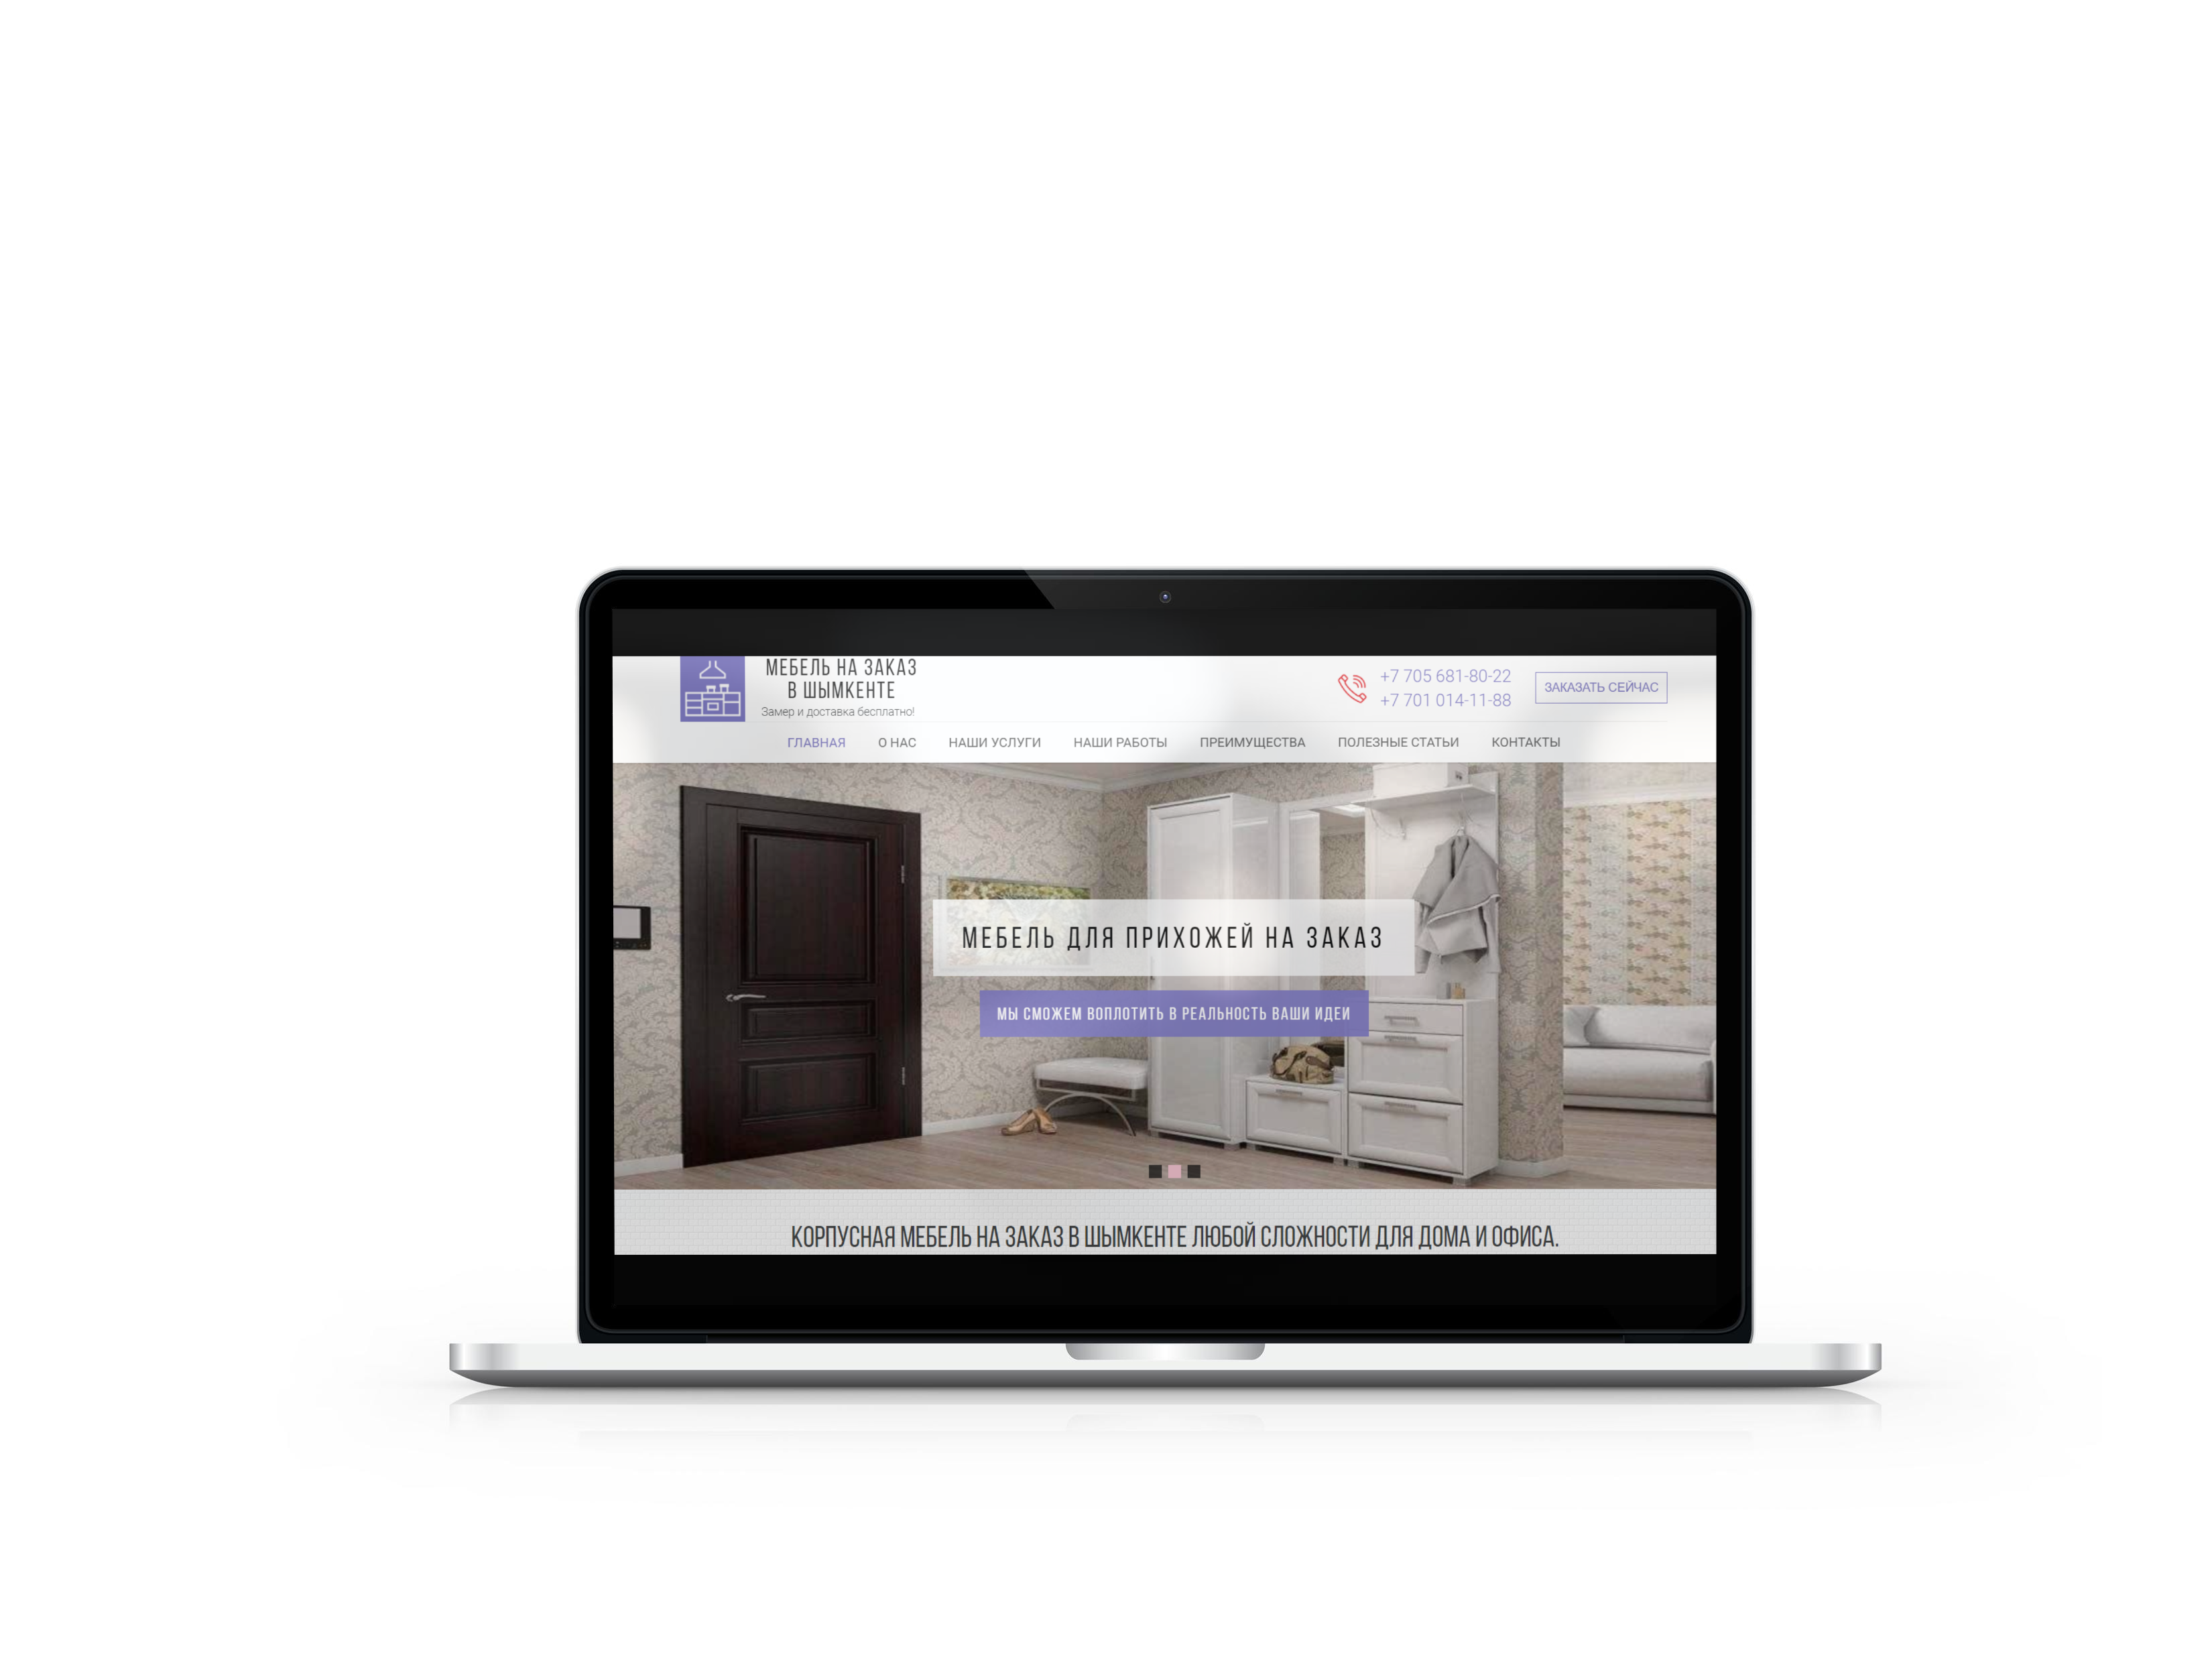 МЕБЕЛЬ НА ЗАКАЗ
В ШЫМКЕНТЕ
Замер и доставка бесплатно!
+7 705 681-80-22
+7 701 014-11-88
ЗАКАЗАТЬ СЕЙЧАС
ГЛАВНАЯ О НАС НАШИ УСЛУГИ НАШИ РАБОТЫ ПРЕИМУЩЕСТВА ПОЛЕЗНЫЕ СТАТЬИ КОНТАКТЫ
МЕБЕЛЬ ДЛЯ ПРИХОЖЕЙ НА ЗАКАЗ
МЫ СМОЖЕМ ВОПЛОТИТЬ В РЕАЛЬНОСТЬ ВАШИ ИДЕИ
КОРПУСНАЯ МЕБЕЛЬ НА ЗАКАЗ В ШЫМКЕНТЕ ЛЮБОЙ СЛОЖНОСТИ ДЛЯ ДОМА И ОФИСА.